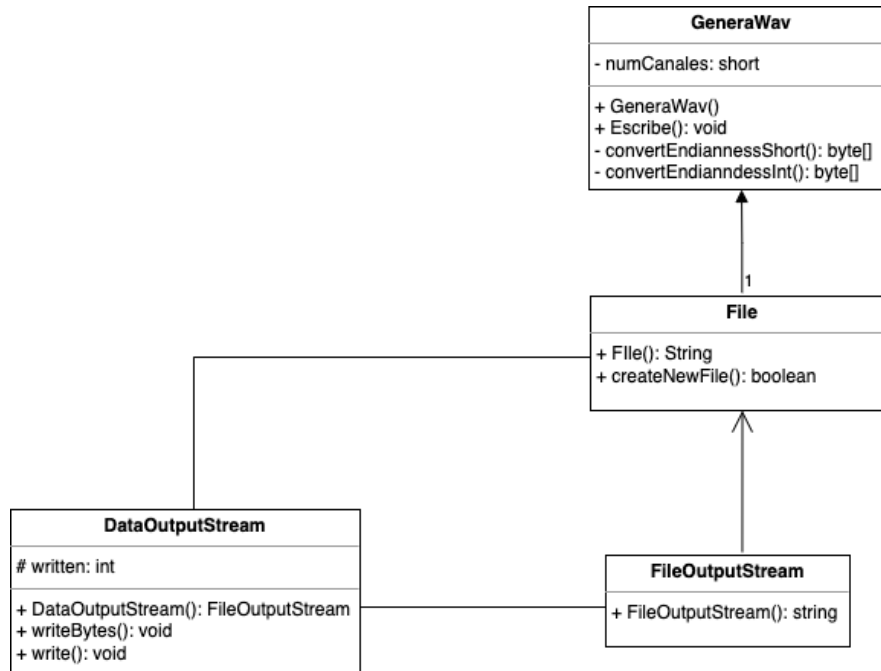 GeneraWav
- numCanales: short
+ GeneraWav()
+ Escribe(): void
- convertEndiannessShort(): byte[]
- convertEndianndessInt(): byte[]
1
File
+ FIle(): String
+ createNewFile(): boolean
DataOutputStream
# written: int
+ DataOutputStream(): FileOutputStream
+ writeBytes(): void
+ write(): void
FileOutputStream
+ FileOutputStream(): string